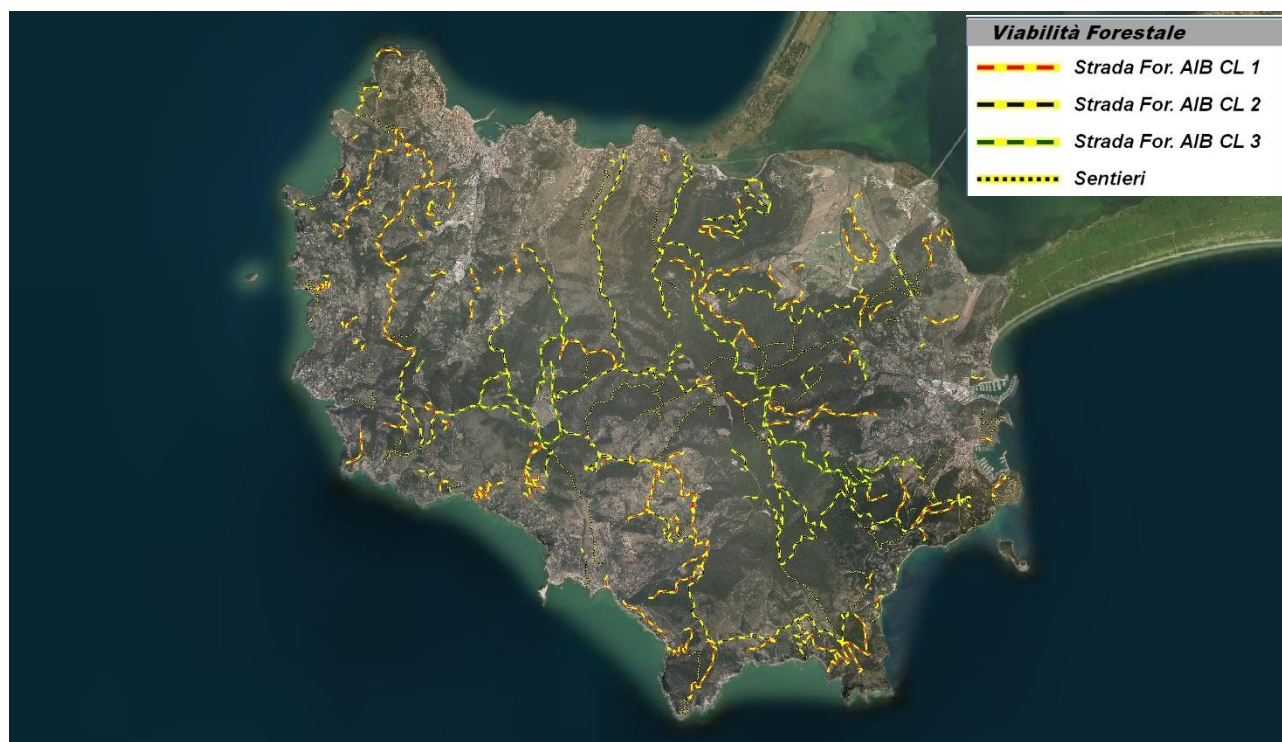 Viabilità Forestale
Strada For. AIB CL 1
Strada For. AIB CL 2
Strada For. AIB CL 3
Sentieri